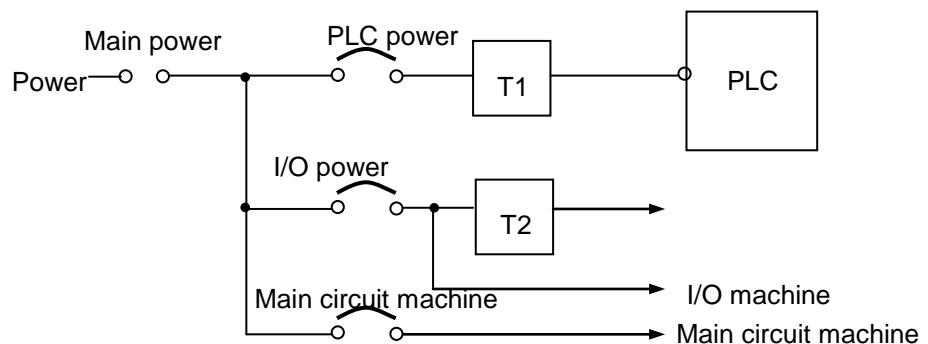 Main power
PLC power
Power
T1
PLC
I/O power
T2
Main circuit machine
I/O machine
Main circuit machine